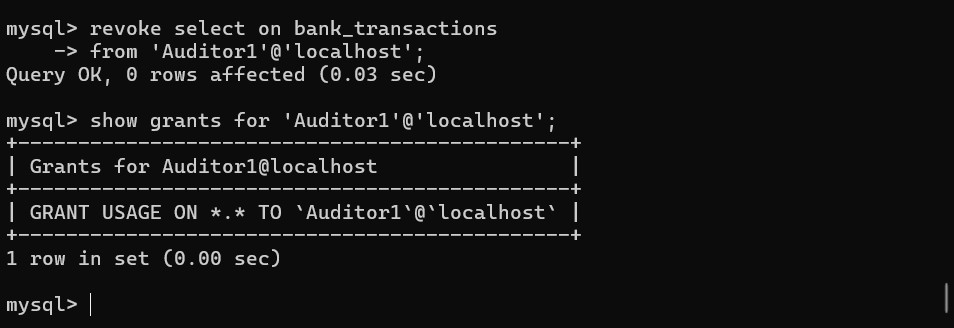 mysql> revoke select on bank_transactions
    -> from 'Auditor1'@'localhost';
Query OK, 0 rows affected (0.03 sec)
mysql> show grants for 'Auditor1'@'localhost';
+----------------------------------------------+
| Grants for Auditor1@localhost                |
+----------------------------------------------+
| GRANT USAGE ON *.* TO `Auditor1`@`localhost` |
+----------------------------------------------+
1 row in set (0.00 sec)
mysql>